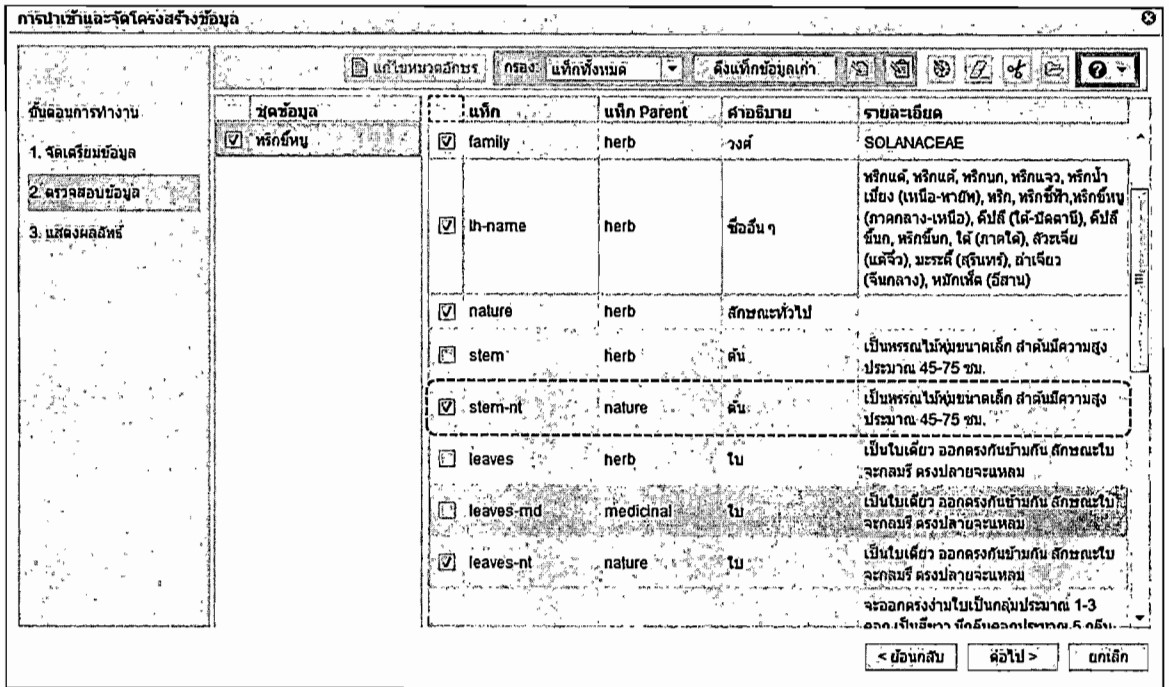 การนำเข้าและจัดโครงสร้างข้อมูล
แก้ไขหมวดอักษร กรอง: แท็กทั้งหมด ดึงแท็กข้อมูลเก่า
ขั้นตอนการทำงาน
1. จัดเตรียมข้อมูล
2. ตรวจสอบข้อมูล
3. แสดงผลลัพธ์
ชุดข้อมูล
พริกขี้หนู
แท็ก แท็ก Parent คำอธิบาย รายละเอียด
family herb วงศ์ SOLANACEAE
th-name herb ชื่ออื่น ๆ
พริกแด้, พริกแต้, พริกนก, พริกแจว, พริกน้ำ
เมี่ยง (เหนือ-พายัพ), พริก, พริกชี้ฟ้า,พริกขี้หนู
(ภาคกลาง-เหนือ), ดีปลี (ใต้-ปัตตานี), ดีปลี
ขี้นก, พริกขี้นก, ใต้ (ภาคใต้), ลัวะเจีย
(แต้จิ๋ว), มะระตี้ (สุรินทร์), ล่าเจียว
(จีนกลาง), หมักเพ็ด (อีสาน)
nature herb ลักษณะทั่วไป
stem herb ต้น เป็นพรรณไม้พุ่มขนาดเล็ก ลำต้นมีความสูง
ประมาณ 45-75 ซม.
stem-nt nature ต้น เป็นพรรณไม้พุ่มขนาดเล็ก ลำต้นมีความสูง
ประมาณ 45-75 ซม.
leaves herb ใบ เป็นใบเดี่ยว ออกตรงกันข้ามกัน ลักษณะใบ
จะกลมรี ตรงปลายจะแหลม
leaves-md medicinal ใบ เป็นใบเดี่ยว ออกตรงกันข้ามกัน ลักษณะใบ
จะกลมรี ตรงปลายจะแหลม
leaves-nt nature ใบ เป็นใบเดี่ยว ออกตรงกันข้ามกัน ลักษณะใบ
จะกลมรี ตรงปลายจะแหลม
จะออกตรงง่ามใบเป็นกลุ่มประมาณ 1-3
ดอก เป็นสีขาว มีกลีบดอกประมาณ 5 กลีบ
< ย้อนกลับ ต่อไป > ยกเลิก